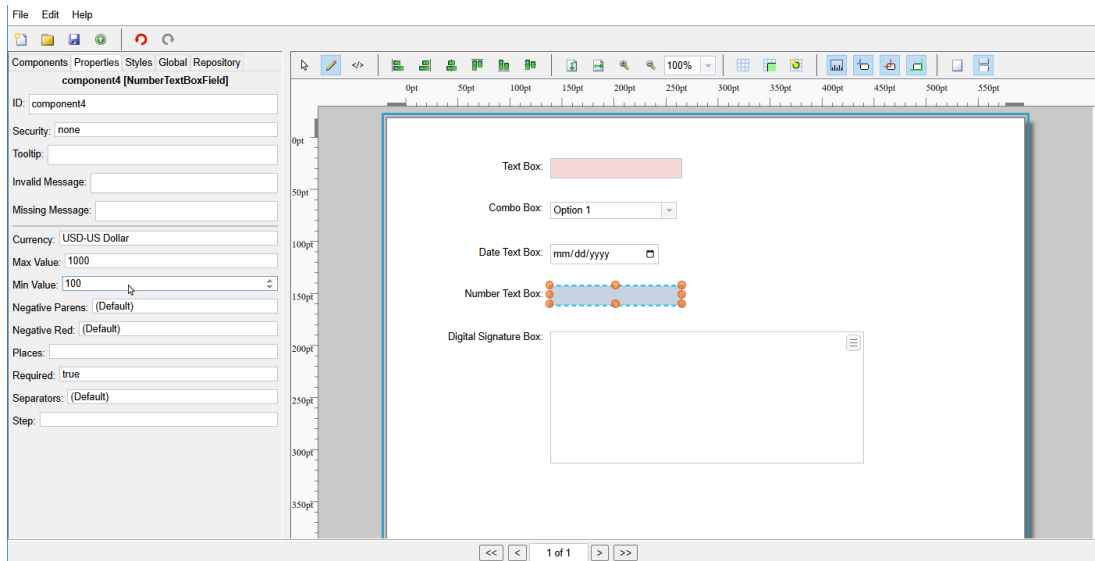 File Edit Help
Components Properties Styles Global Repository
component4 [NumberTextBoxField]
ID: component4
Security: none
Tooltip:
Invalid Message:
Missing Message:
Currency: USD-US Dollar
Max Value: 1000
Min Value: 100
Negative Parens: (Default)
Negative Red: (Default)
Places:
Required: true
Separators: (Default)
Step:
</> 100%
0pt 50pt 100pt 150pt 200pt 250pt 300pt 350pt 400pt 450pt 500pt 550pt
0pt
50pt
100pt
150pt
200pt
250pt
300pt
350pt
Text Box:
Combo Box: Option 1
Date Text Box: mm/dd/yyyy
Number Text Box:
Digital Signature Box:
<< < 1 of 1 > >>